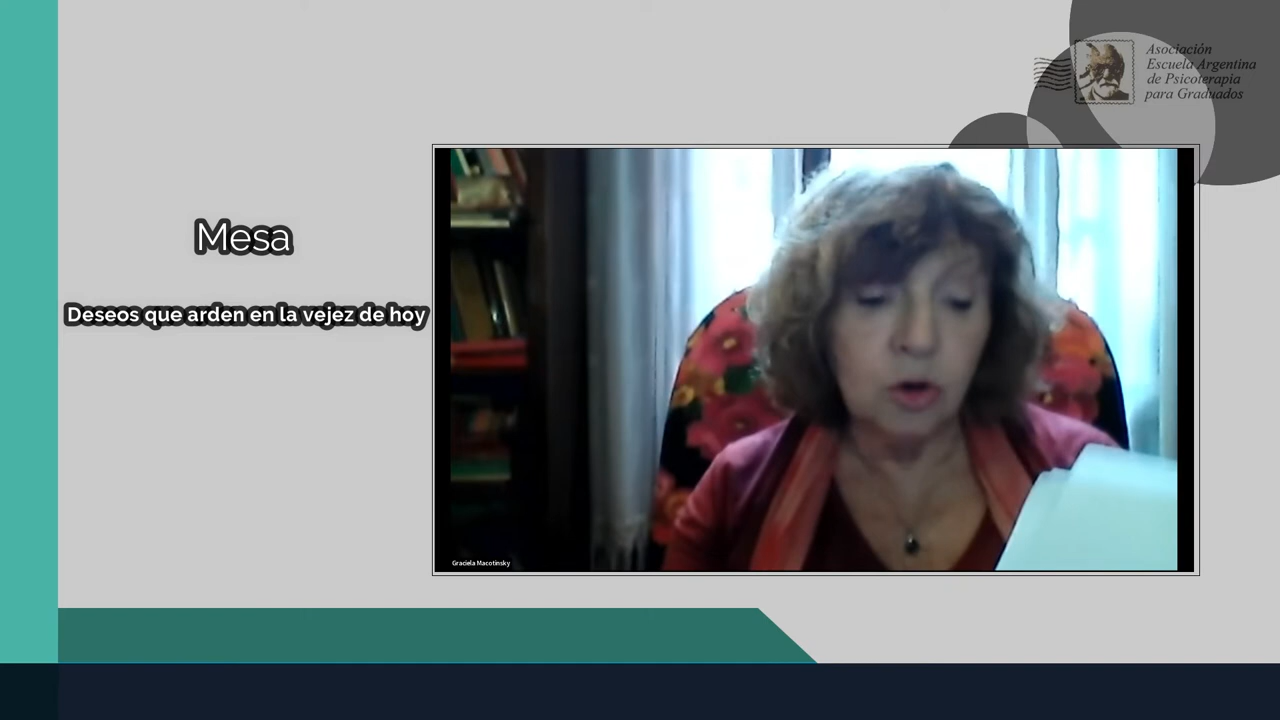 Asociación
Escuela Argentina
de Psicoterapia
para Graduados
Mesa
Deseos que arden en la vejez de hoy
Graciela Macotinsky